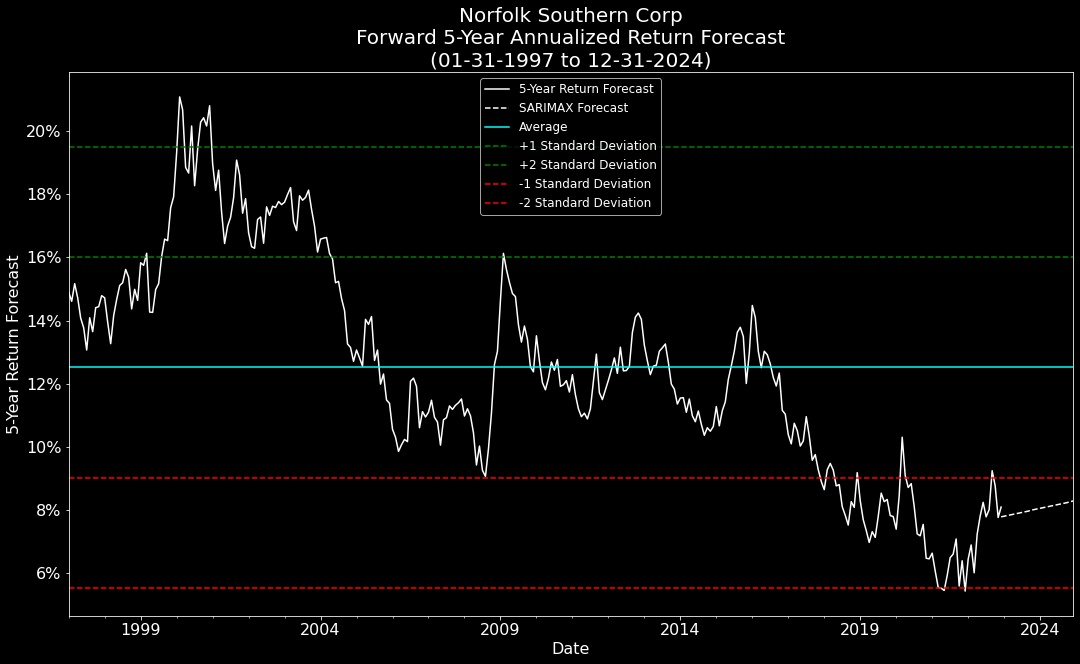 Norfolk Southern Corp
Forward 5-Year Annualized Return Forecast
(01-31-1997 to 12-31-2024)
5-Year Return Forecast
SARIMAX Forecast
Average
+1 Standard Deviation
+2 Standard Deviation
-1 Standard Deviation
-2 Standard Deviation
5-Year Return Forecast
20%
18%
16%
14%
12%
10%
8%
6%
1999
2004
2009
2014
2019
2024
Date